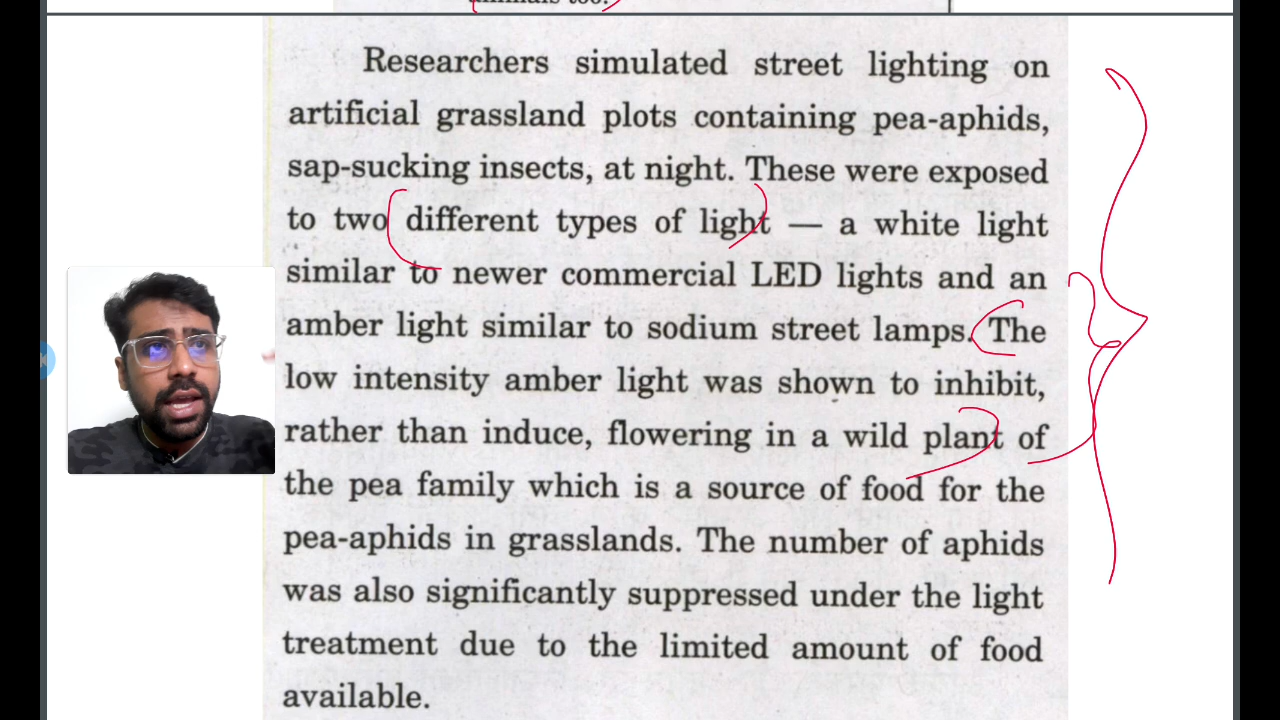 animals too.
Researchers simulated street lighting on
artificial grassland plots containing pea-aphids,
sap-sucking insects, at night. These were exposed
to two different types of light — a white light
similar to newer commercial LED lights and an
amber light similar to sodium street lamps. The
low intensity amber light was shown to inhibit,
rather than induce, flowering in a wild plant of
the pea family which is a source of food for the
pea-aphids in grasslands. The number of aphids
was also significantly suppressed under the light
treatment due to the limited amount of food
available.